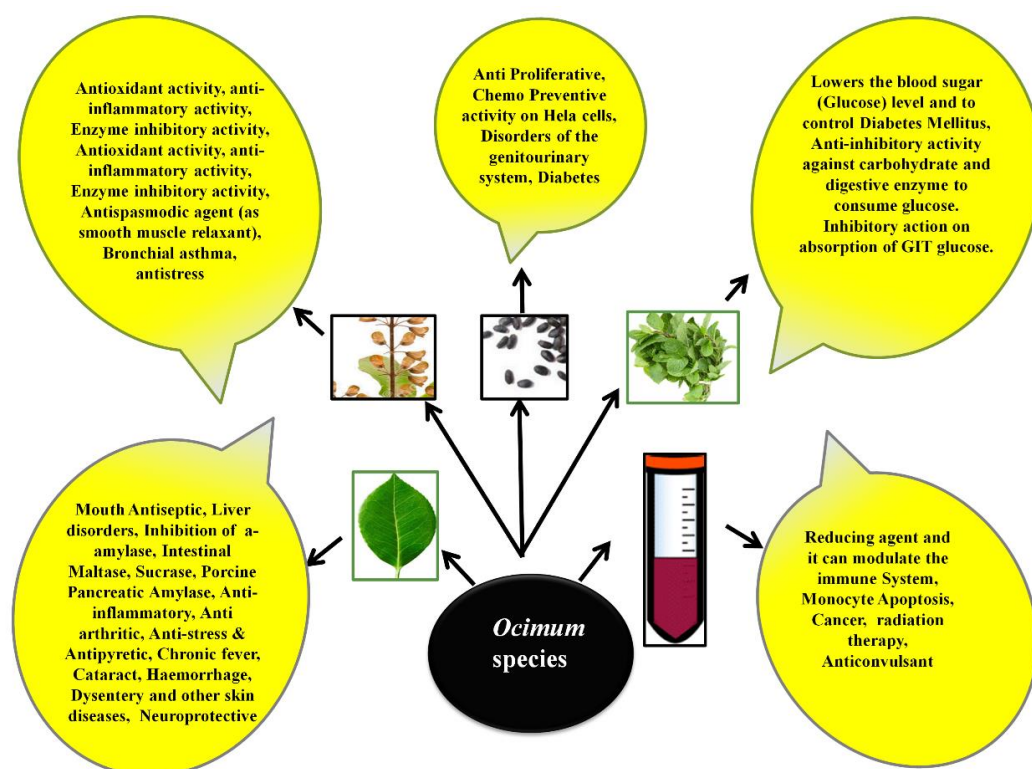 Antioxidant activity, anti-
inflammatory activity,
Enzyme inhibitory activity,
Antioxidant activity, anti-
inflammatory activity,
Enzyme inhibitory activity,
Antispasmodic agent (as
smooth muscle relaxant),
Bronchial asthma,
antistress
Anti Proliferative,
Chemo Preventive
activity on Hela cells,
Disorders of the
genitourinary
system, Diabetes
Lowers the blood sugar
(Glucose) level and to
control Diabetes Mellitus,
Anti-inhibitory activity
against carbohydrate and
digestive enzyme to
consume glucose.
Inhibitory action on
absorption of GIT glucose.
Mouth Antiseptic, Liver
disorders, Inhibition of a-
amylase, Intestinal
Maltase, Sucrase, Porcine
Pancreatic Amylase, Anti-
inflammatory, Anti
arthritic, Anti-stress &
Antipyretic, Chronic fever,
Cataract, Haemorrhage,
Dysentery and other skin
diseases, Neuroprotective
Ocimum
species
Reducing agent and
it can modulate the
immune System,
Monocyte Apoptosis,
Cancer, radiation
therapy,
Anticonvulsant